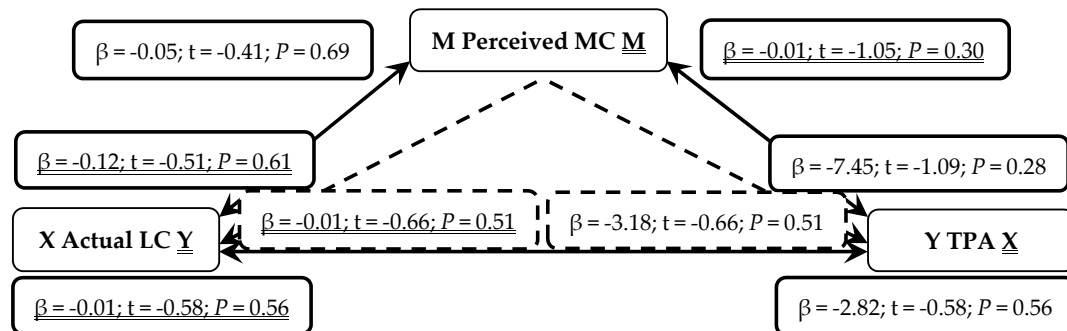 β = -0.05; t = -0.41; P = 0.69
M Perceived MC M
β = -0.01; t = -1.05; P = 0.30
β = -0.12; t = -0.51; P = 0.61
β = -7.45; t = -1.09; P = 0.28
X Actual LC Y
β = -0.01; t = -0.66; P = 0.51
β = -3.18; t = -0.66; P = 0.51
Y TPA X
β = -0.01; t = -0.58; P = 0.56
β = -2.82; t = -0.58; P = 0.56